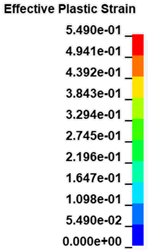 Effective Plastic Strain
5.490e-01
4.941e-01
4.392e-01
3.843e-01
3.294e-01
2.745e-01
2.196e-01
1.647e-01
1.098e-01
5.490e-02
0.000e+00